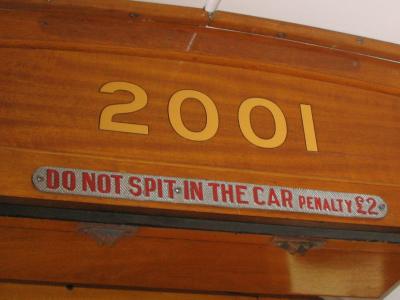 2001
DO NOT SPIT IN THE CAR PENALTY £2